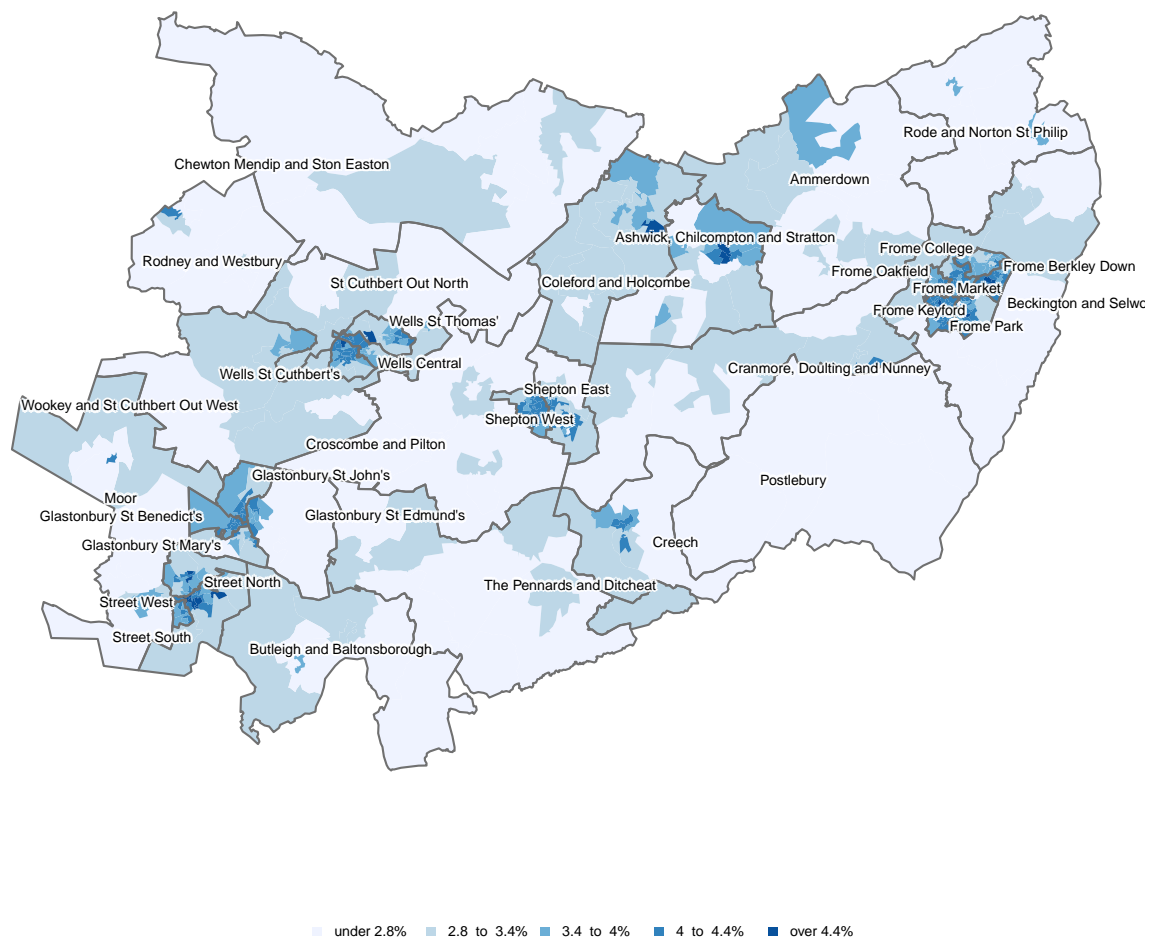 Rode and Norton St Philip
Chewton Mendip and Ston Easton
Ammerdown
Ashwick, Chilcompton and Stratton
Frome College
Rodney and Westbury
Frome Berkley Down
Frome Oakfield
St Cuthbert Out North
Coleford and Holcombe
Frome Market
Beckington and Selwo
Frome Keyford
Wells St Thomas'
Frome Park
Wells Central
Cranmore, Doulting and Nunney
Wells St Cuthbert's
Shepton East
Wookey and St Cuthbert Out West
Shepton West
Croscombe and Pilton
Glastonbury St John's
Postlebury
Moor
Glastonbury St Benedict's
Glastonbury St Edmund's
Creech
Glastonbury St Mary's
Street North
The Pennards and Ditcheat
Street West
Street South
Butleigh and Baltonsborough
under 2.8% 2.8 to 3.4% 3.4 to 4% 4 to 4.4% over 4.4%